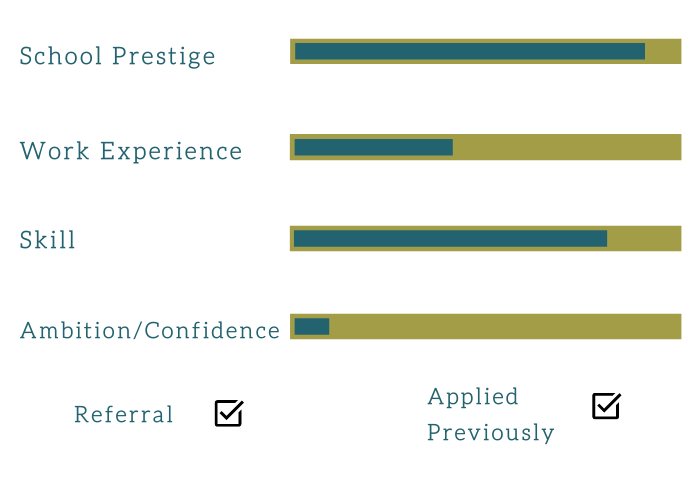 School Prestige
Work Experience
Skill
Ambition/Confidence
Referral
Applied
Previously